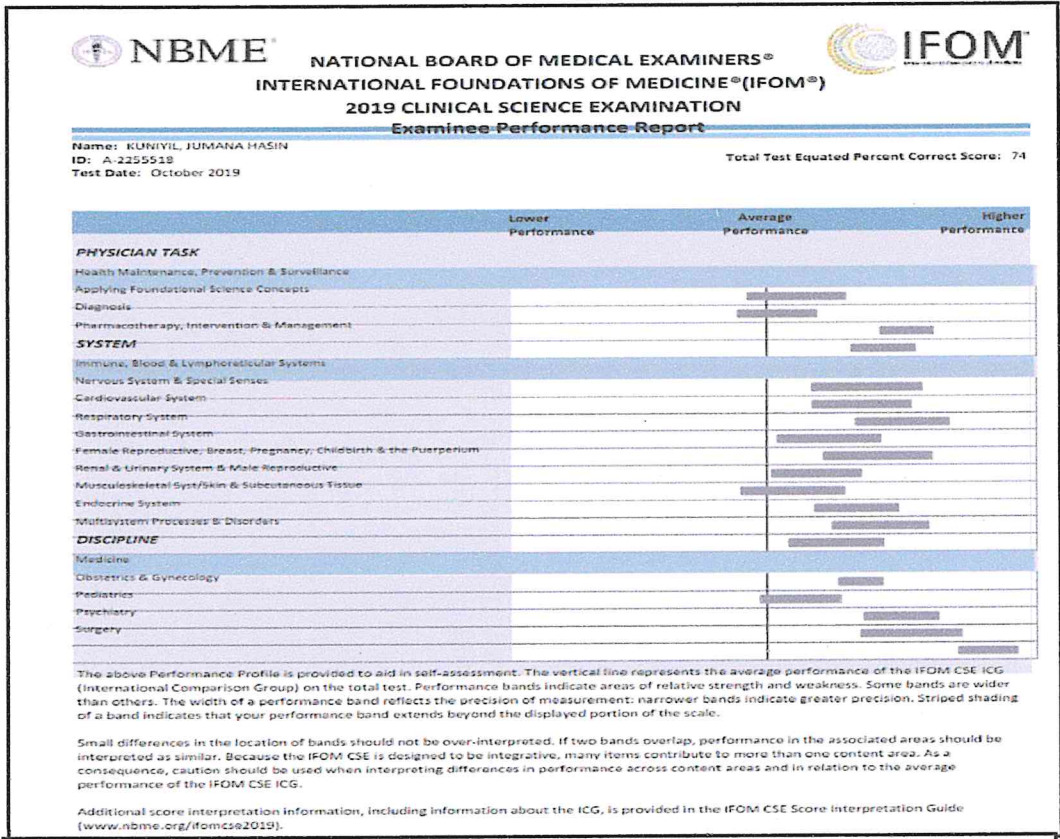 NBME®
IFOM
NATIONAL BOARD OF MEDICAL EXAMINERS®
INTERNATIONAL FOUNDATIONS OF MEDICINE®(IFOM®)
2019 CLINICAL SCIENCE EXAMINATION
Examinee Performance Report
Name: KUNIYIL, JUMANA HASIN
ID: A-2255518
Total Test Equated Percent Correct Score: 74
Test Date: October 2019
Lower Performance
Average Performance
Higher Performance
PHYSICIAN TASK
Health Maintenance, Prevention & Surveillance
Applying Foundational Science Concepts
Diagnosis
Pharmacotherapy, Intervention & Management
SYSTEM
Immune, Blood & Lymphoreticular Systems
Nervous System & Special Senses
Cardiovascular System
Respiratory System
Gastrointestinal System
Female Reproductive, Breast, Pregnancy, Childbirth & the Puerperium
Renal & Urinary System & Male Reproductive
Musculoskeletal Syst/Skin & Subcutaneous Tissue
Endocrine System
Multisystem Processes & Disorders
DISCIPLINE
Medicine
Obstetrics & Gynecology
Pediatrics
Psychiatry
Surgery
The above Performance Profile is provided to aid in self-assessment. The vertical line represents the average performance of the IFOM CSE ICG
(International Comparison Group) on the total test. Performance bands indicate areas of relative strength and weakness. Some bands are wider
than others. The width of a performance band reflects the precision of measurement: narrower bands indicate greater precision. Striped shading
of a band indicates that your performance band extends beyond the displayed portion of the scale.
Small differences in the location of bands should not be over-interpreted. If two bands overlap, performance in the associated areas should be
interpreted as similar. Because the IFOM CSE is designed to be integrative, many items contribute to more than one content area. As a
consequence, caution should be used when interpreting differences in performance across content areas and in relation to the average
performance of the IFOM CSE ICG.
Additional score interpretation information, including information about the ICG, is provided in the IFOM CSE Score Interpretation Guide
(www.nbme.org/ifomcse2019).